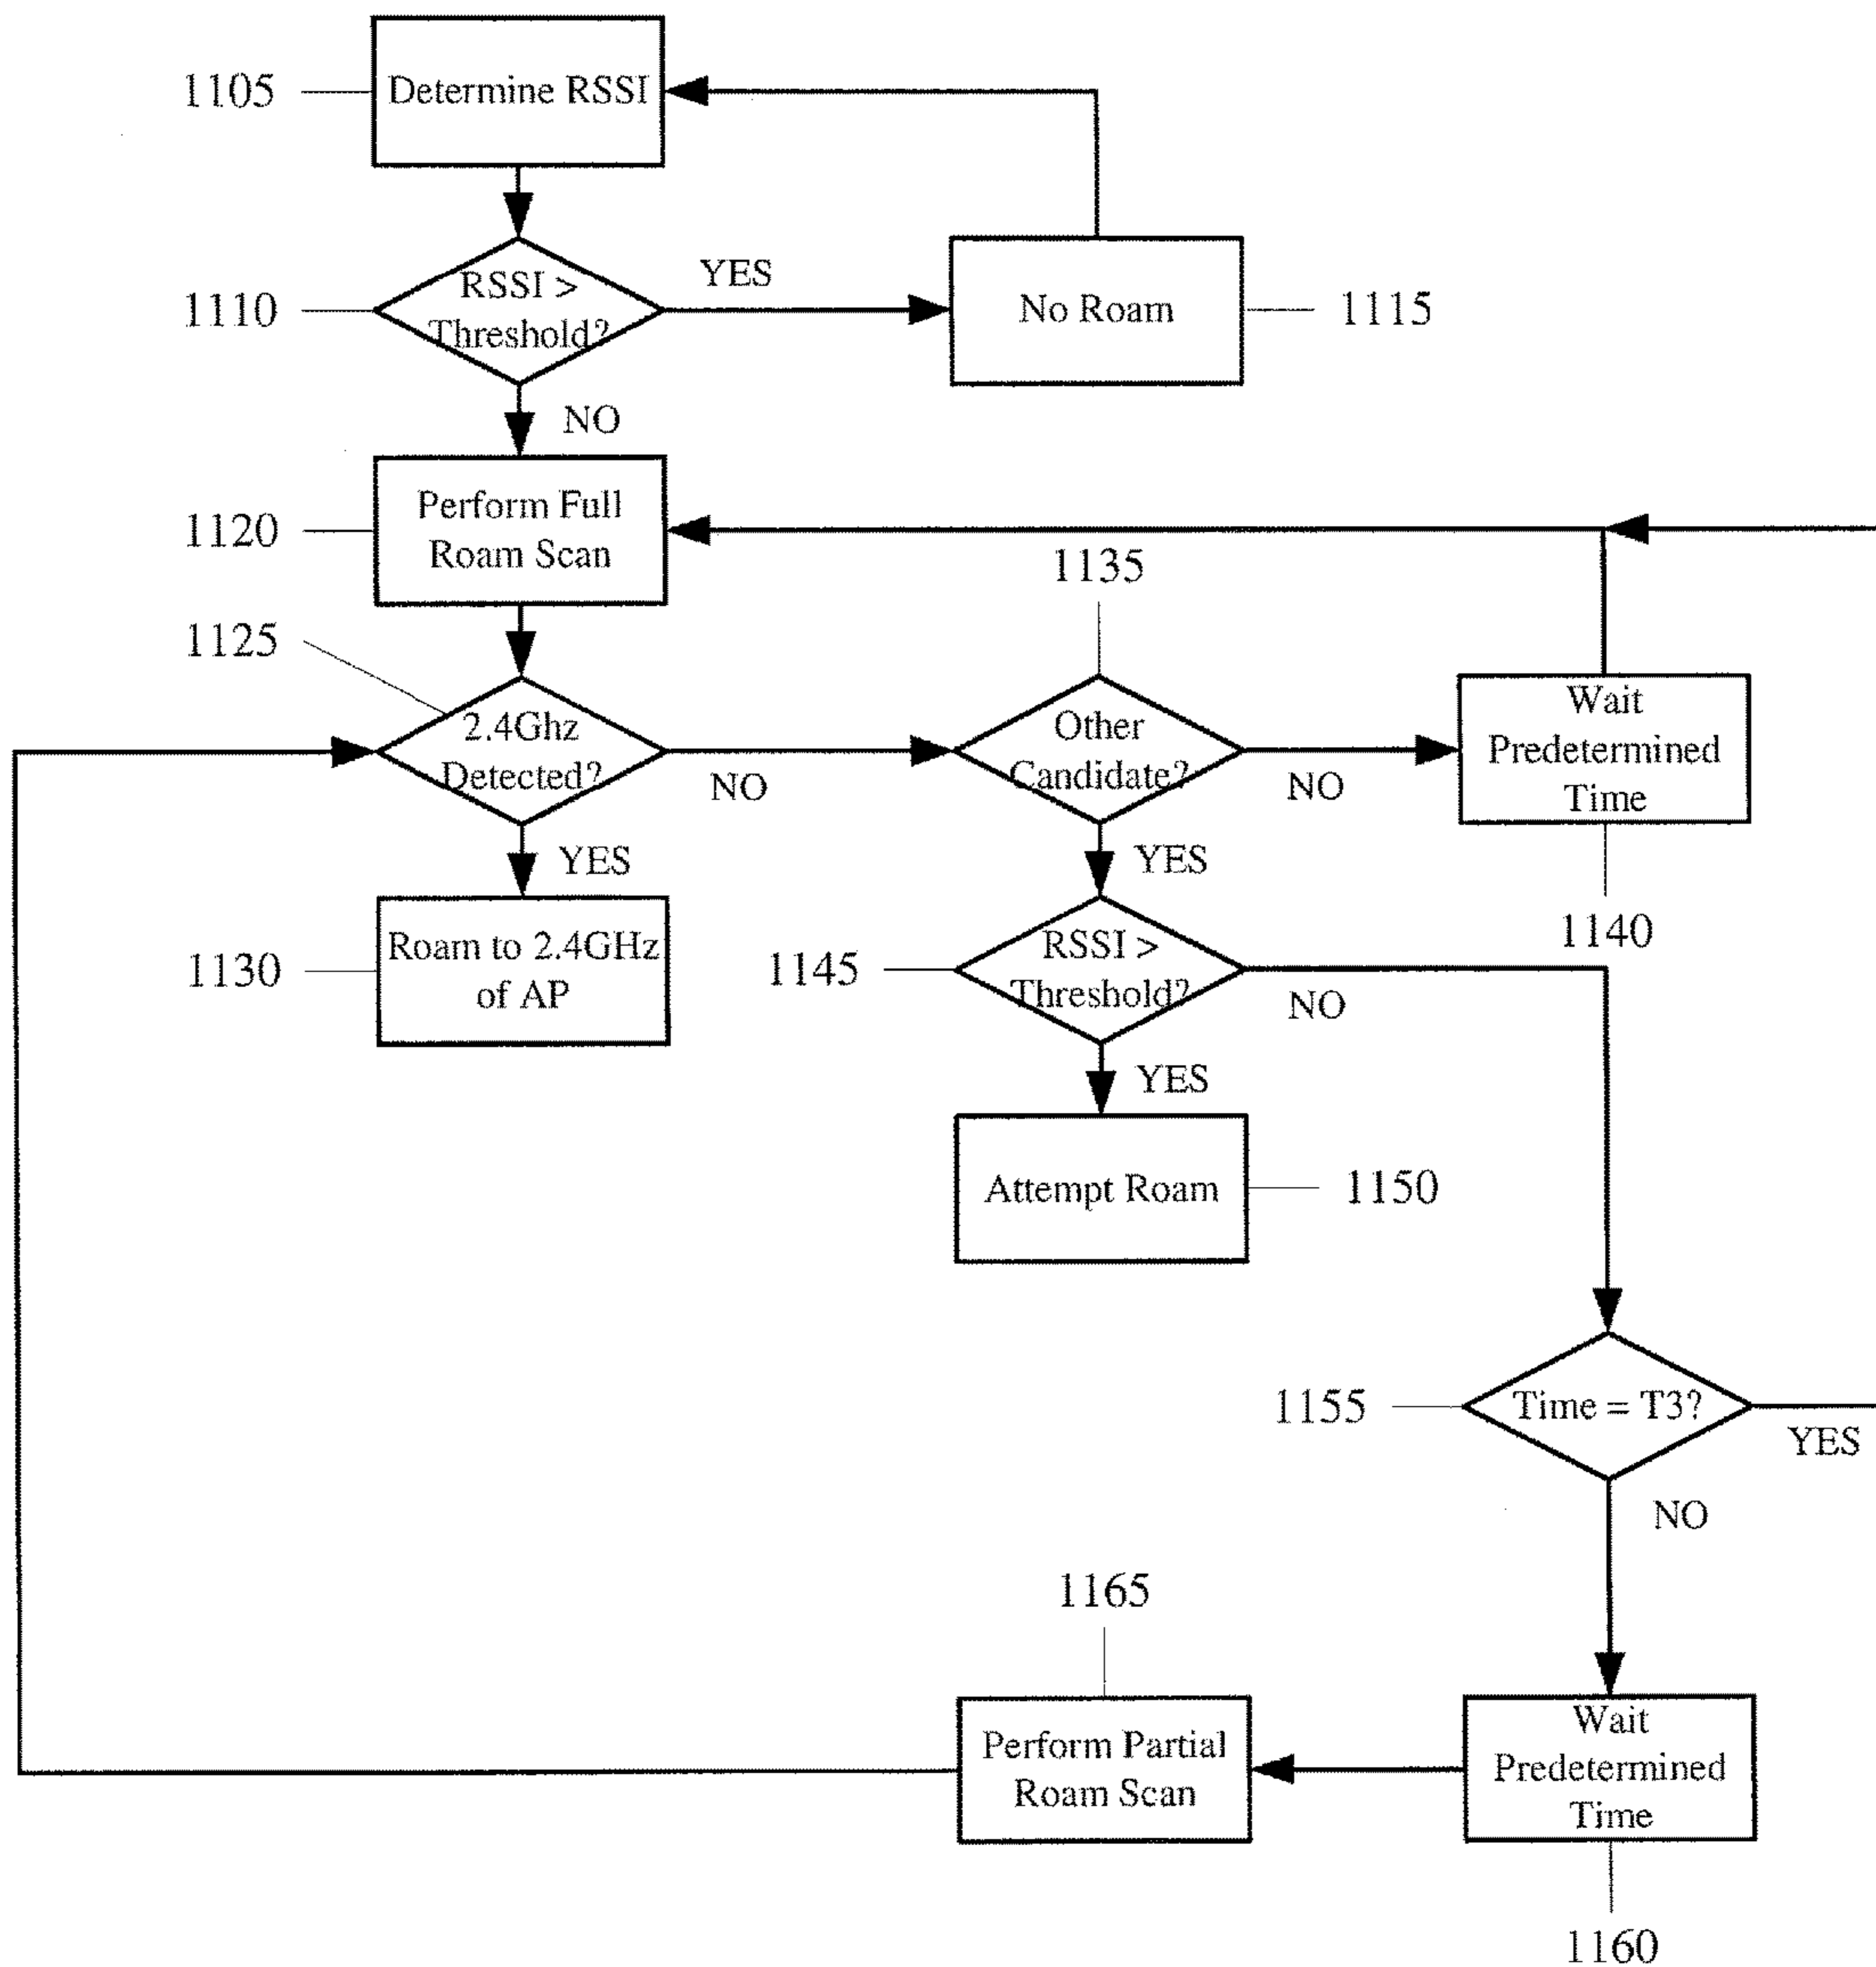 1105
Determine RSSI
1110
RSSI >
Threshold?
YES
No Roam
1115
NO
1120
Perform Full
Roam Scan
1135
1125
2.4Ghz
Detected?
NO
Other
Candidate?
NO
Wait
Predetermined
Time
YES
YES
1140
1130
Roam to 2.4GHz
of AP
1145
RSSI >
Threshold?
NO
YES
Attempt Roam
1150
1155
Time = T3?
YES
NO
1165
Perform Partial
Roam Scan
Wait
Predetermined
Time
1160